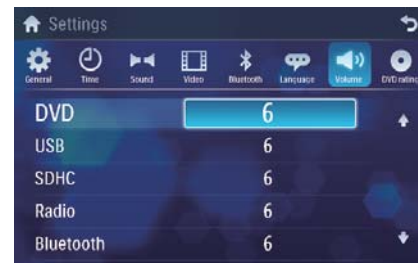 Settings
General Time Sound Video Bluetooth Language Volume DVD rating
DVD 6
USB 6
SDHC 6
Radio 6
Bluetooth 6